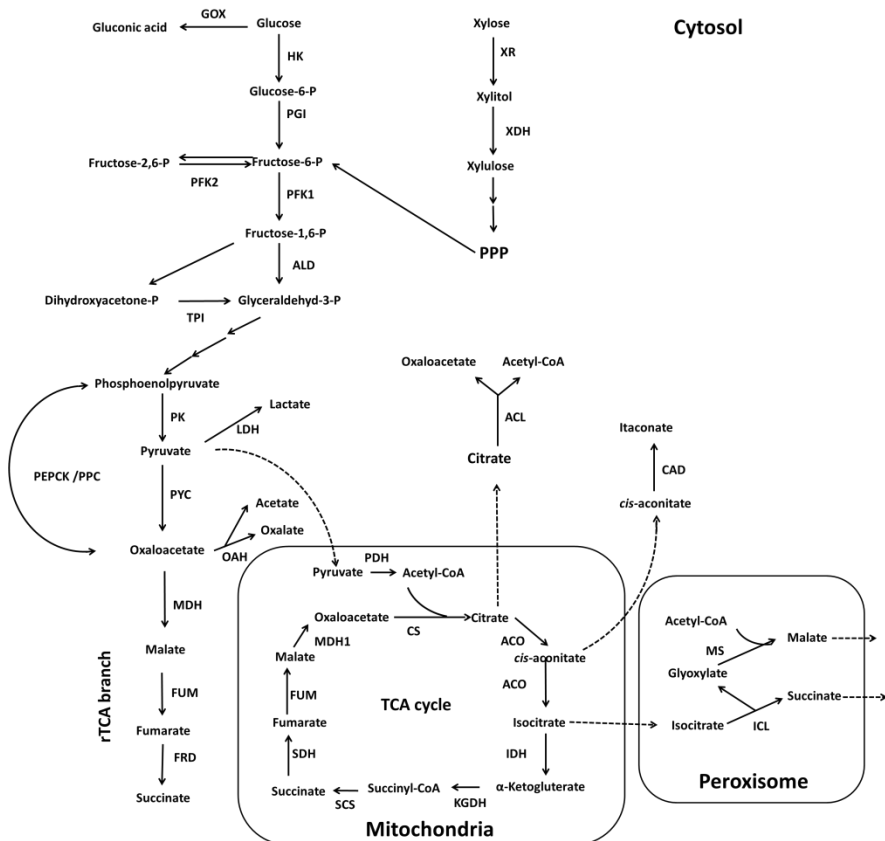 GOX
Gluconic acid
Glucose
Xylose
Cytosol
HK
XR
Glucose-6-P
Xylitol
PGI
XDH
Fructose-2,6-P
Fructose-6-P
Xylulose
PFK2
PFK1
Fructose-1,6-P
PPP
ALD
Dihydroxyacetone-P
Glyceraldehyd-3-P
TPI
Oxaloacetate
Acetyl-CoA
Phosphoenolpyruvate
Lactate
PK
LDH
ACL
Itaconate
Pyruvate
Citrate
PEPCK /PPC
CAD
PYC
Acetate
cis-aconitate
Oxalate
Oxaloacetate
OAH
PDH
Pyruvate
Acetyl-CoA
MDH
Oxaloacetate
Citrate
Acetyl-CoA
CS
MDH1
ACO
Malate
MS
Malate
Malate
cis-aconitate
Glyoxylate
rTCA branch
FUM
FUM
TCA cycle
ACO
Succinate
Fumarate
Fumarate
Isocitrate
Isocitrate
ICL
FRD
SDH
IDH
Succinate
Succinate
Succinyl-CoA
α-Ketogluterate
Peroxisome
SCS
KGDH
Mitochondria